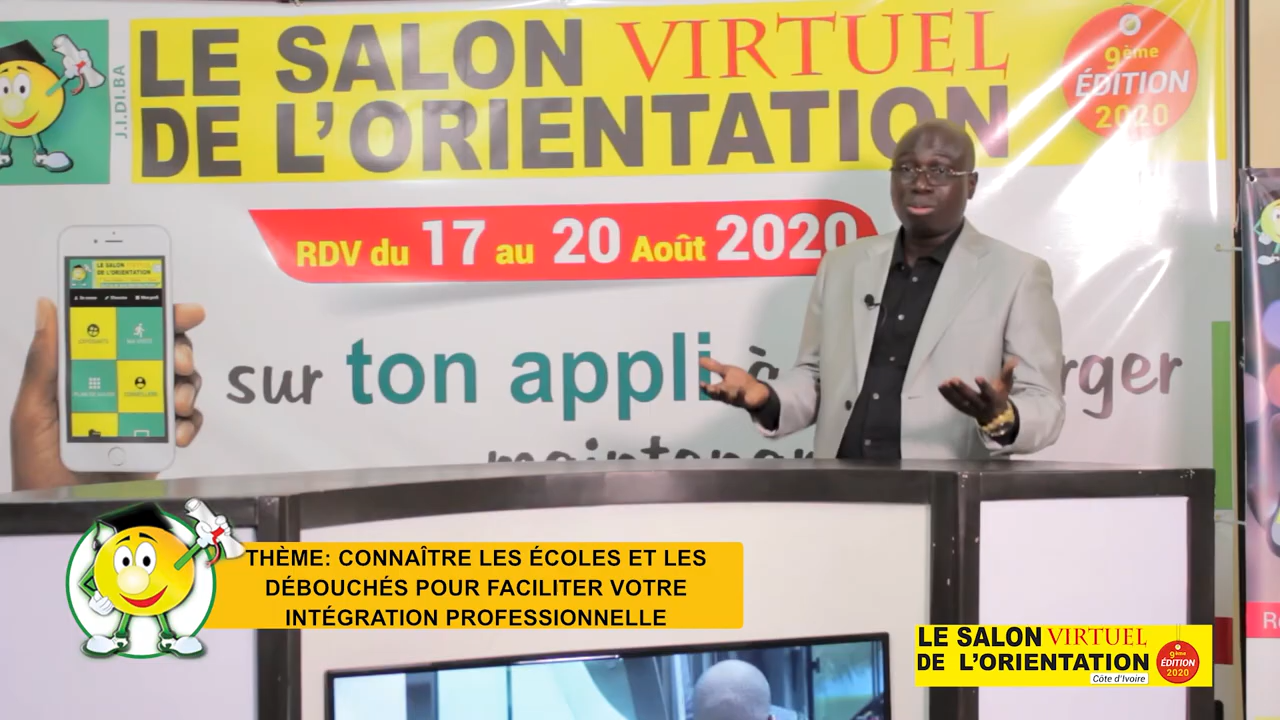 J.I.DI.BA
LE SALON VIRTUEL
DE L'ORIENTATION
9ème
ÉDITION
2020
RDV du 17 au 20 Août 2020
LE SALON VIRTUEL
DE L'ORIENTATION
sur ton appli à
THÈME: CONNAÎTRE LES ÉCOLES ET LES
DÉBOUCHÉS POUR FACILITER VOTRE
INTÉGRATION PROFESSIONNELLE
LE SALON VIRTUEL
DE L'ORIENTATION
Côte d'Ivoire
9ème
ÉDITION
2020